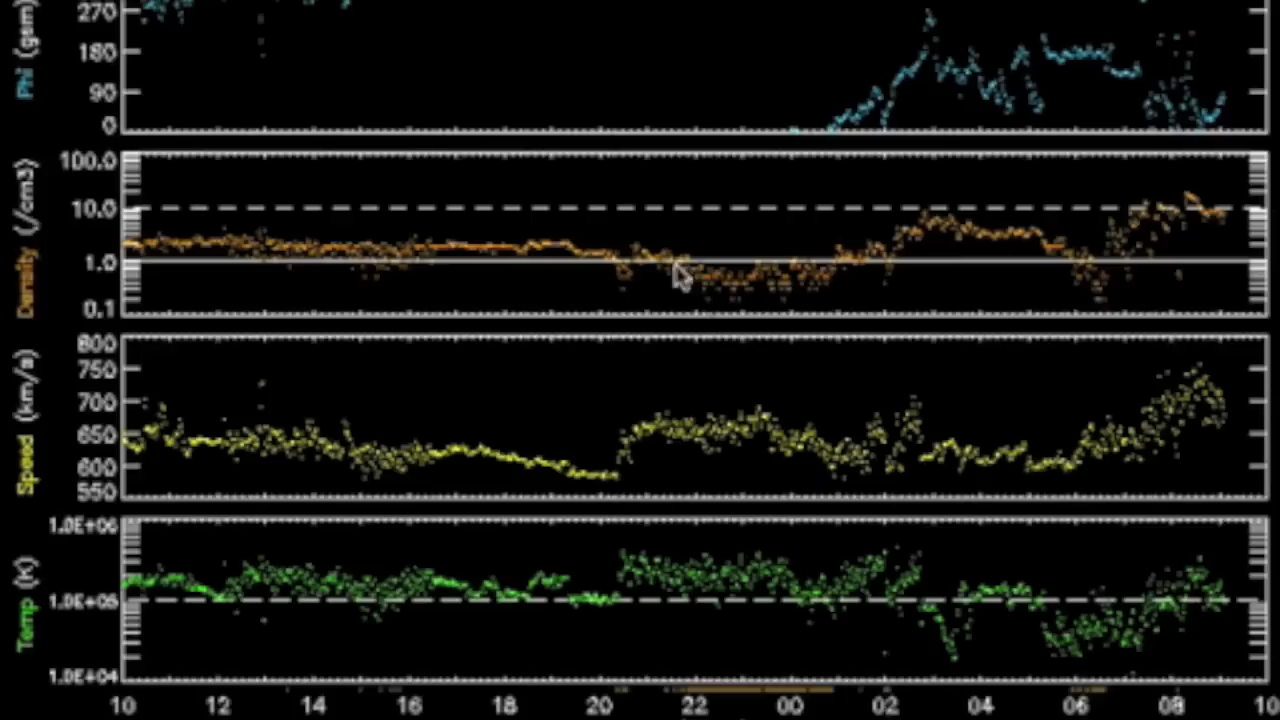 270
180
90
0
Phi (gsm)
100.0
10.0
1.0
0.1
Density (/cm3)
800
750
700
650
600
550
Speed (km/s)
1.0E+06
1.0E+05
1.0E+04
Temp (K)
10 12 14 16 18 20 22 00 02 04 06 08 10